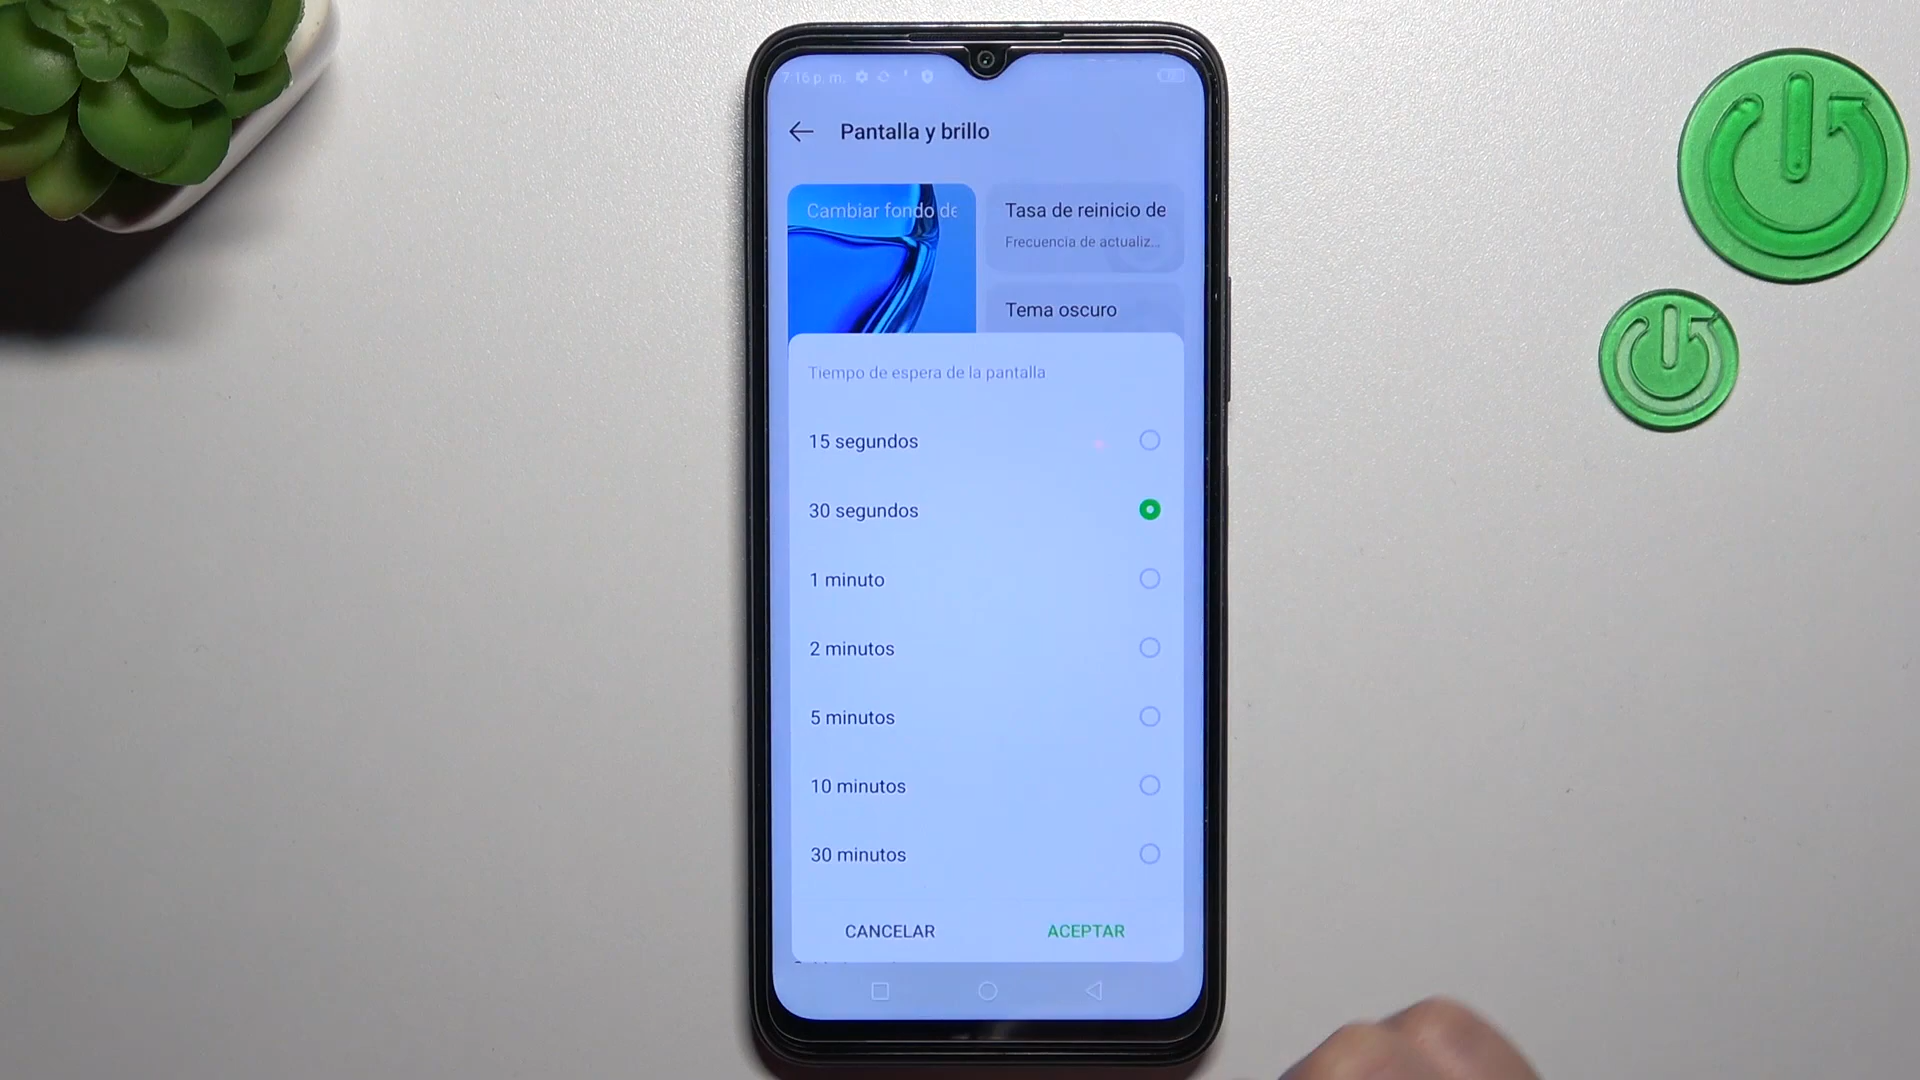 7:16 p. m.
Pantalla y brillo
Cambiar fondo de
Tasa de reinicio de
Frecuencia de actualiz...
Tema oscuro
Tiempo de espera de la pantalla
15 segundos
30 segundos
1 minuto
2 minutos
5 minutos
10 minutos
30 minutos
CANCELAR
ACEPTAR